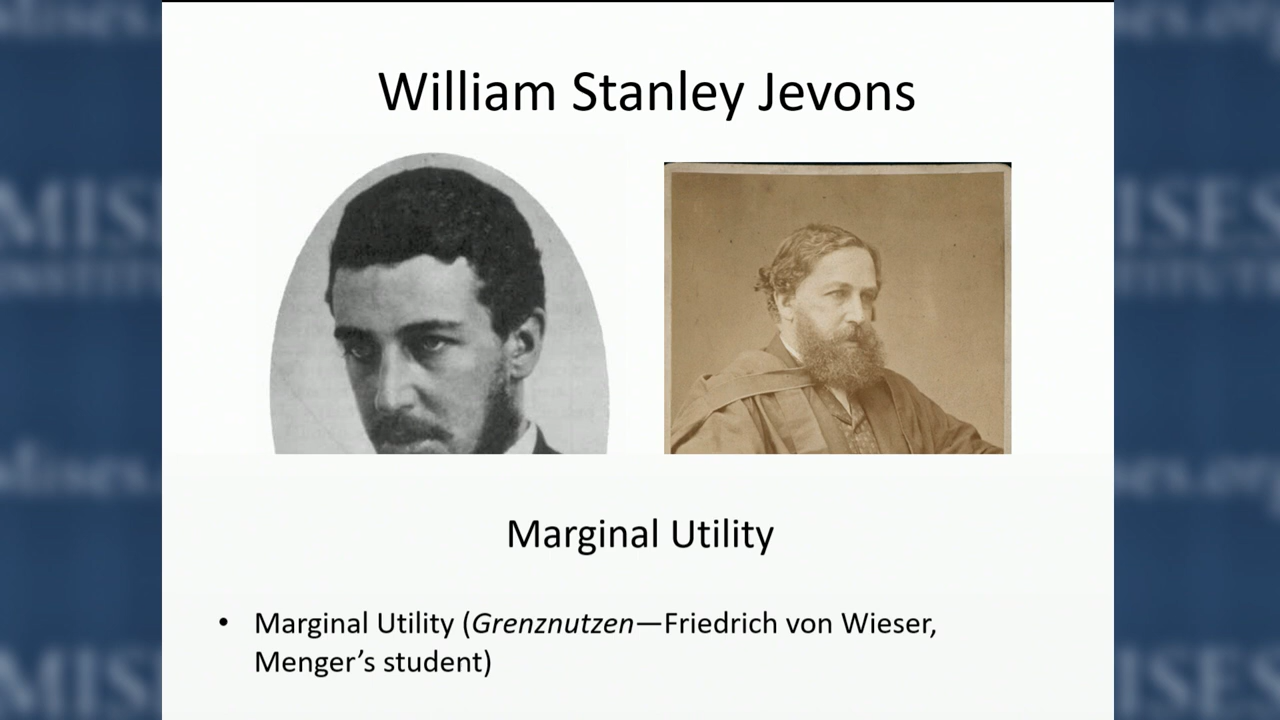 William Stanley Jevons
Marginal Utility
• Marginal Utility (Grenznutzen—Friedrich von Wieser,
Menger’s student)